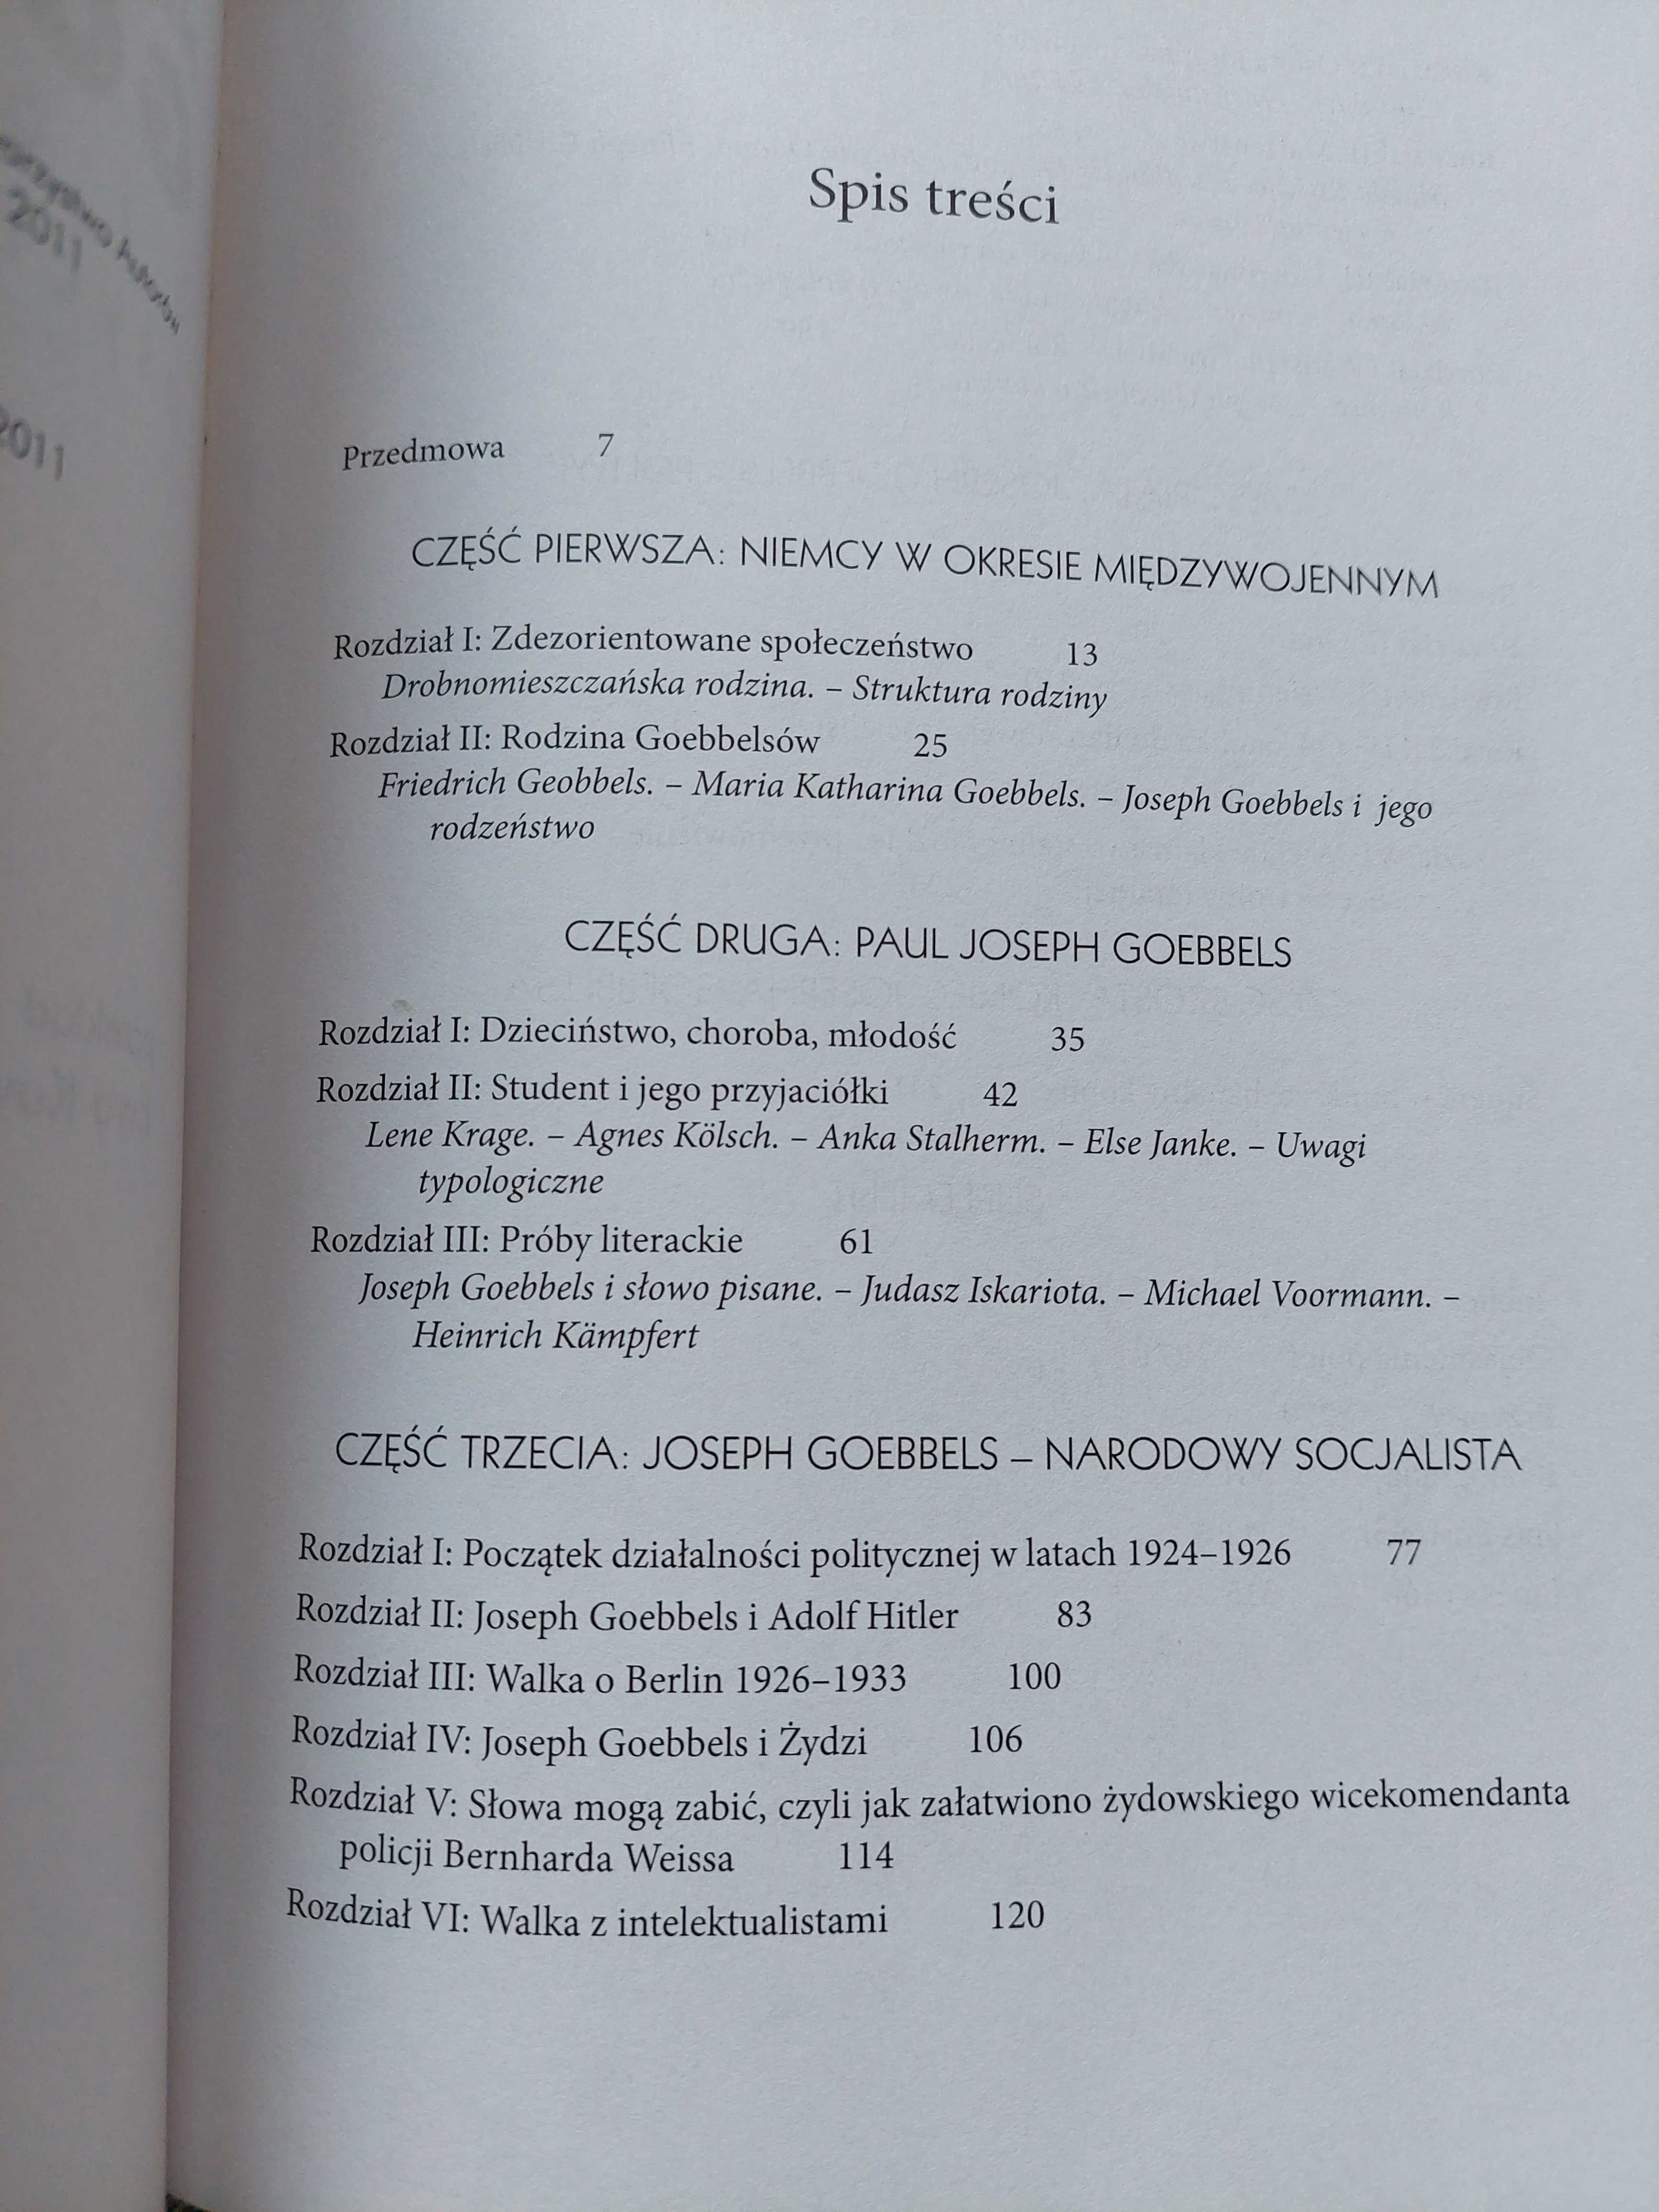 2011
2011
Spis treści
Przedmowa 7
CZĘŚĆ PIERWSZA: NIEMCY W OKRESIE MIĘDZYWOJENNYM
Rozdział I: Zdezorientowane społeczeństwo 13
Drobnomieszczańska rodzina. – Struktura rodziny
Rozdział II: Rodzina Goebbelsów 25
Friedrich Geobbels. – Maria Katharina Goebbels. – Joseph Goebbels i jego
rodzeństwo
CZĘŚĆ DRUGA: PAUL JOSEPH GOEBBELS
Rozdział I: Dzieciństwo, choroba, młodość 35
Rozdział II: Student i jego przyjaciółki 42
Lene Krage. – Agnes Kölsch. – Anka Stalherm. – Else Janke. – Uwagi
typologiczne
Rozdział III: Próby literackie 61
Joseph Goebbels i słowo pisane. – Judasz Iskariota. – Michael Voormann. –
Heinrich Kämpfert
CZĘŚĆ TRZECIA: JOSEPH GOEBBELS – NARODOWY SOCJALISTA
Rozdział I: Początek działalności politycznej w latach 1924–1926 77
Rozdział II: Joseph Goebbels i Adolf Hitler 83
Rozdział III: Walka o Berlin 1926–1933 100
Rozdział IV: Joseph Goebbels i Żydzi 106
Rozdział V: Słowa mogą zabić, czyli jak załatwiono żydowskiego wicekomendanta
policji Bernharda Weissa 114
Rozdział VI: Walka z intelektualistami 120